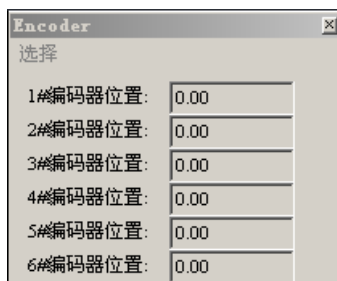 Encoder
选择
1#编码器位置: 0.00
2#编码器位置: 0.00
3#编码器位置: 0.00
4#编码器位置: 0.00
5#编码器位置: 0.00
6#编码器位置: 0.00